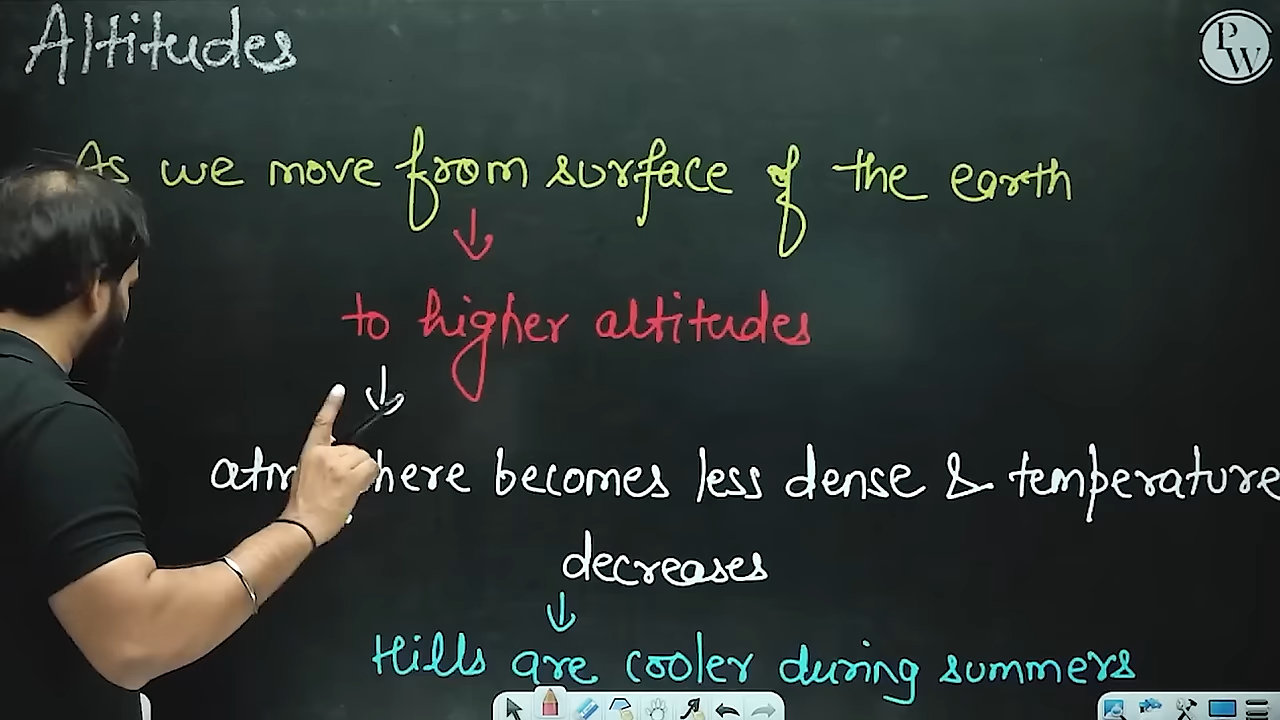 Altitudes
PW
As we move from surface of the earth
↓
to higher altitudes
↓
becomes less dense & temperature
decreases
↓
Hills are cooler during summers